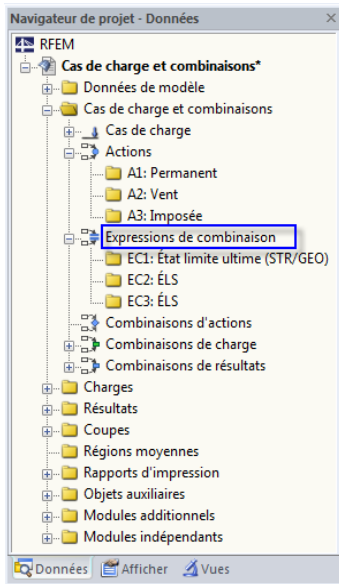 Navigateur de projet - Données
RFEM
Cas de charge et combinaisons*
Données de modèle
Cas de charge et combinaisons
Cas de charge
Actions
A1: Permanent
A2: Vent
A3: Imposée
Expressions de combinaison
EC1: État limite ultime (STR/GEO)
EC2: ÉLS
EC3: ÉLS
Combinaisons d'actions
Combinaisons de charge
Combinaisons de résultats
Charges
Résultats
Coupes
Régions moyennes
Rapports d'impression
Objets auxiliaires
Modules additionnels
Modules indépendants
Données Afficher Vues